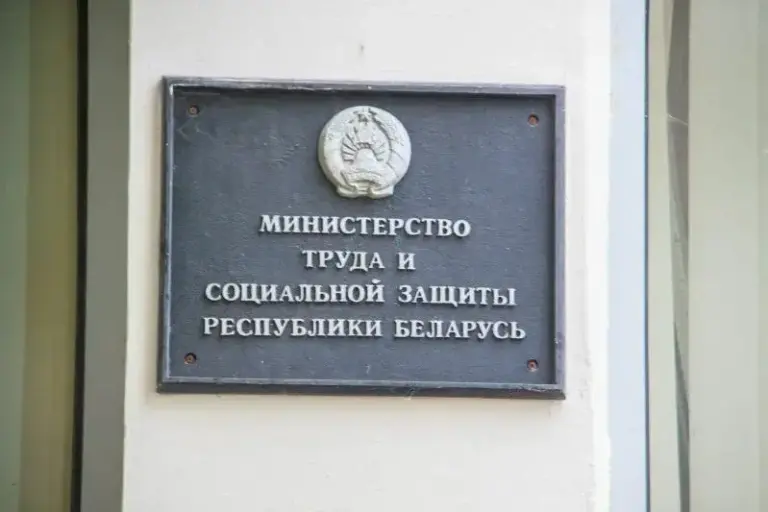 МИНИСТЕРСТВО
ТРУДА И
СОЦИАЛЬНОЙ ЗАЩИТЫ
РЕСПУБЛИКИ БЕЛАРУСЬ